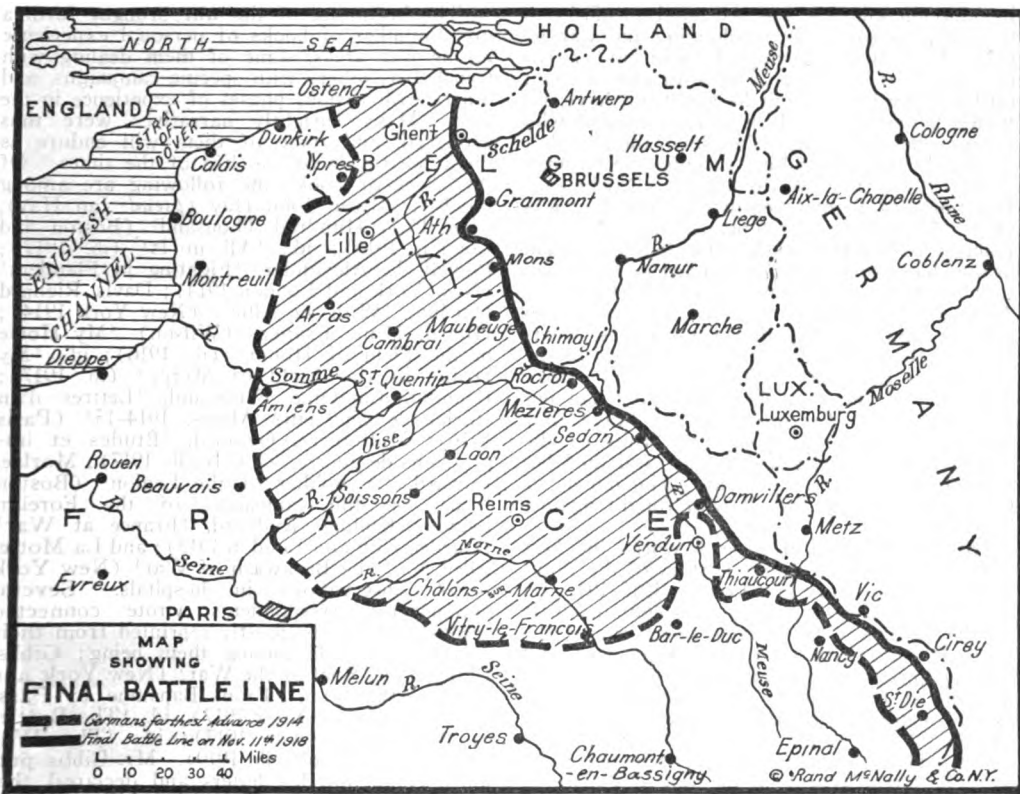 NORTH SEA
HOLLAND
ENGLAND
STRAIT OF DOVER
ENGLISH CHANNEL
Ostend
Dunkirk
Calais
Ypres
Ghent
Schelde
Antwerp
Meuse
R.
Rhine
Cologne
BELGIUM
Hasselt
BRUSSELS
GERMANY
Aix-la-Chapelle
Boulogne
Lille
R.
Grammont
Ath
Liege
R.
Namur
Coblenz
Montreuil
Mons
Arras
Maubeuge
Marche
Cambrai
Chimay
Dieppe
Somme
St Quentin
Rocroi
Moselle
R.
Amiens
Mezieres
LUX.
Luxemburg
Oise
R.
Sedan
Laon
Rouen
Beauvais
Soissons
Reims
Damvillers
R.
FRANCE
Verdun
Metz
R.
Seine
Evreux
Marne
R.
Thiaucourt
Chalons-sur-Marne
Vic
PARIS
Vitry-le-Francois
Bar-le-Duc
Nancy
Cirey
Melun
R.
Seine
Meuse
St Die
Troyes
Chaumont
-en-Bassigny
Epinal
MAP
SHOWING
FINAL BATTLE LINE
Germans farthest Advance 1914
Final Battle Line on Nov. 11th 1918
0 10 20 30 40 Miles
© Rand McNally & Co. N.Y.